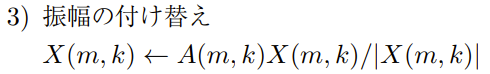 3) 振幅の付け替え
X(m, k) ← A(m, k)X(m, k)/|X(m, k)|